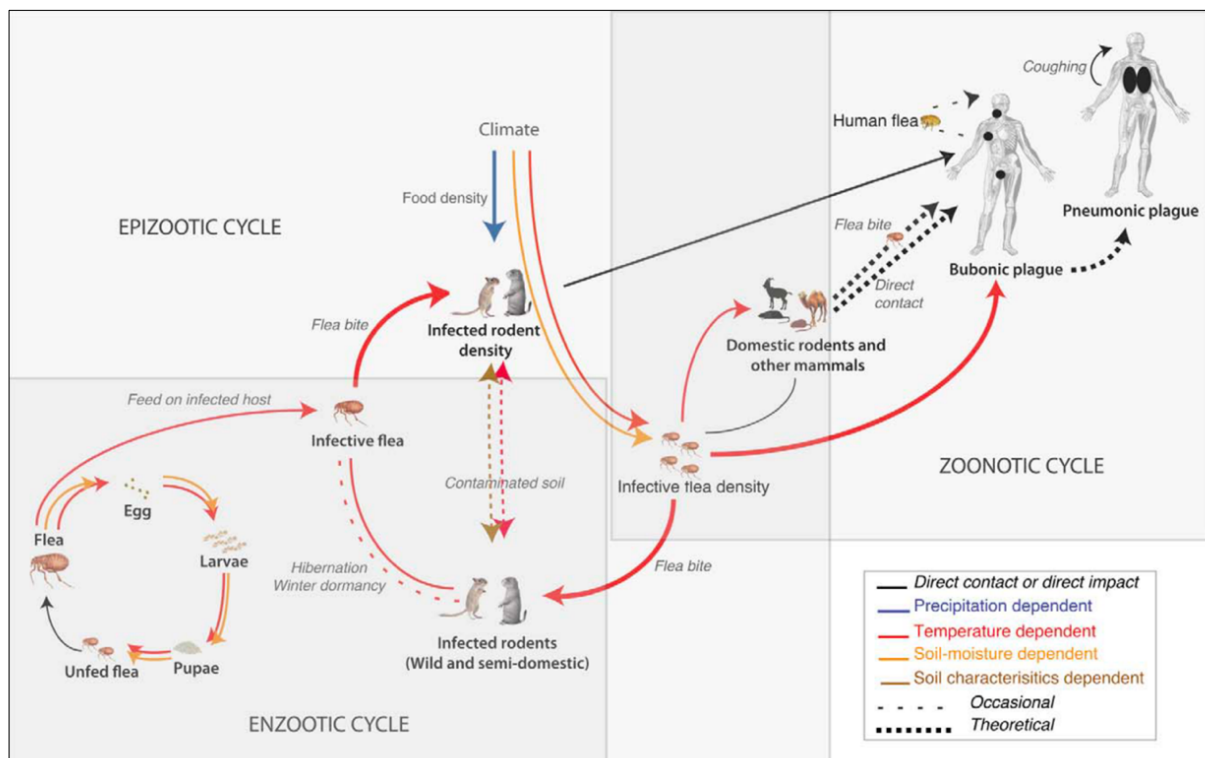 Coughing
Human flea
Climate
Food density
EPIZOOTIC CYCLE
Pneumonic plague
Flea bite
Bubonic plague
Direct
contact
Flea bite
Infected rodent
density
Domestic rodents and
other mammals
Feed on infected host
Infective flea
ZOONOTIC CYCLE
Contaminated soil
Infective flea density
Egg
Flea
Larvae
Hibernation
Winter dormancy
Flea bite
Unfed flea
Pupae
Infected rodents
(Wild and semi-domestic)
ENZOOTIC CYCLE
Direct contact or direct impact
Precipitation dependent
Temperature dependent
Soil-moisture dependent
Soil characterisitics dependent
Occasional
Theoretical